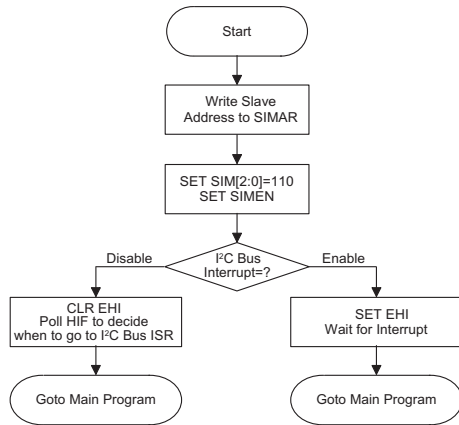 Start
Write Slave
Address to SIMAR
SET SIM[2:0]=110
SET SIMEN
I²C Bus
Interrupt=?
Disable
Enable
CLR EHI
Poll HIF to decide
when to go to I²C Bus ISR
SET EHI
Wait for Interrupt
Goto Main Program
Goto Main Program